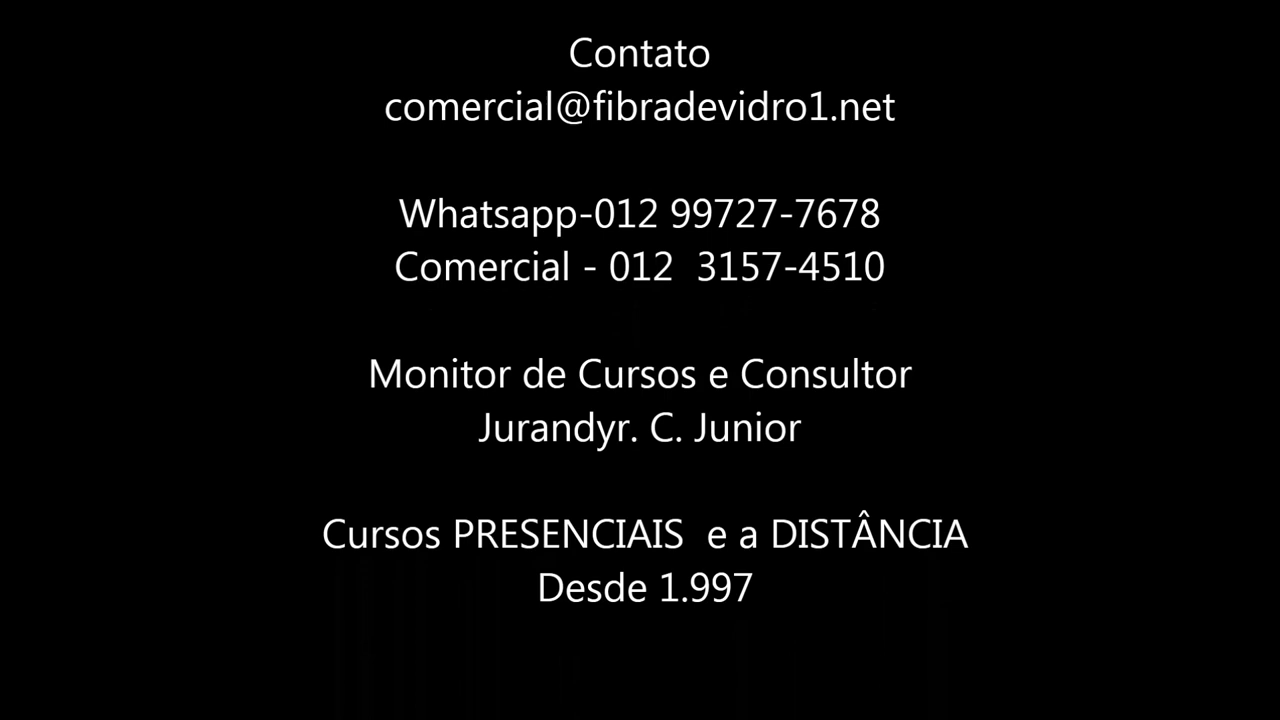 Contato
comercial@fibradevidro1.net
Whatsapp-012 99727-7678
Comercial - 012  3157-4510
Monitor de Cursos e Consultor
Jurandyr. C. Junior
Cursos PRESENCIAIS  e a DISTÂNCIA
Desde 1.997